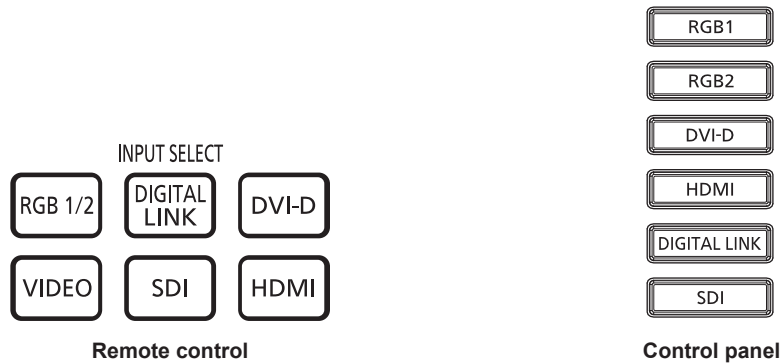 INPUT SELECT
RGB 1/2
DIGITAL
LINK
DVI-D
VIDEO
SDI
HDMI
Remote control
RGB1
RGB2
DVI-D
HDMI
DIGITAL LINK
SDI
Control panel